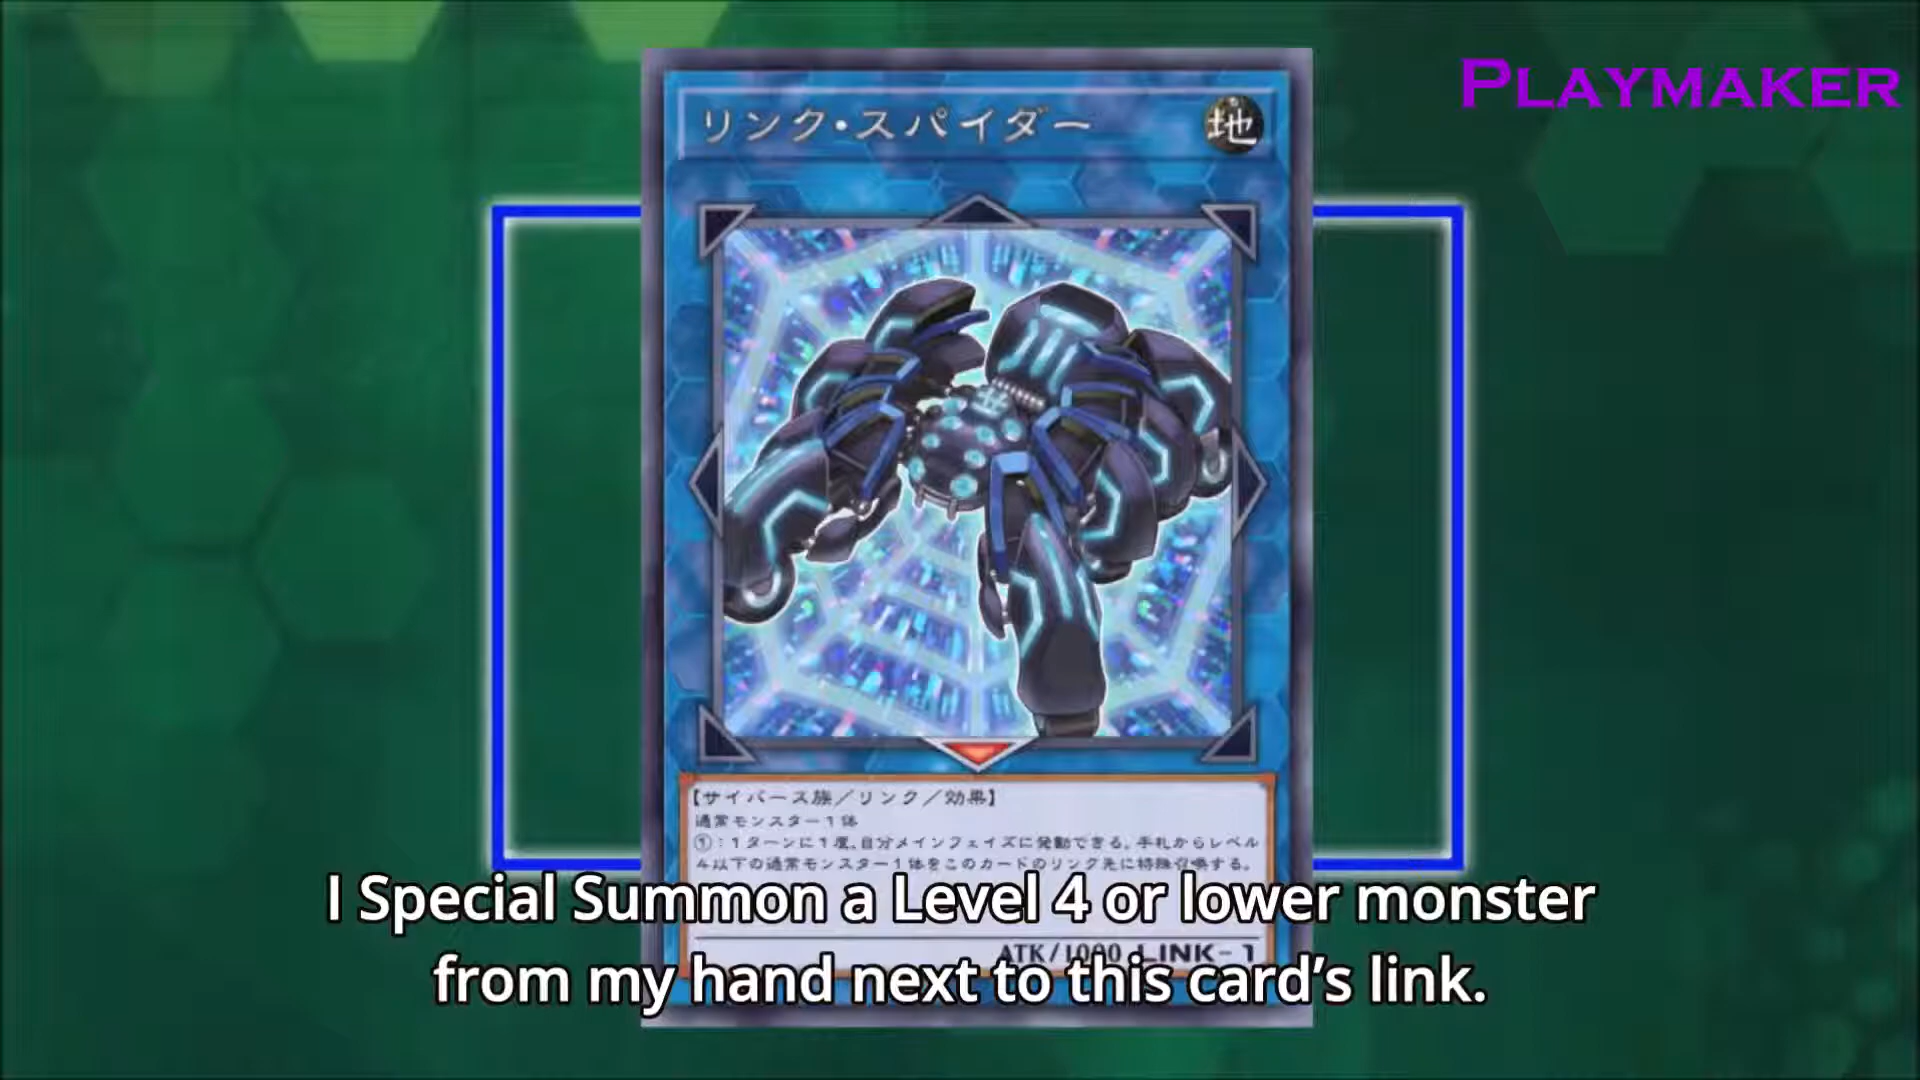 PLAYMAKER
リンク・スパイダー
地
【サイバース族／リンク／効果】
通常モンスター１体
①：１ターンに１度、自分メインフェイズに発動できる。手札からレベル
４以下の通常モンスター１体をこのカードのリンク先に特殊召喚する。
ATK/1000 LINK-1
I Special Summon a Level 4 or lower monster
from my hand next to this card’s link.